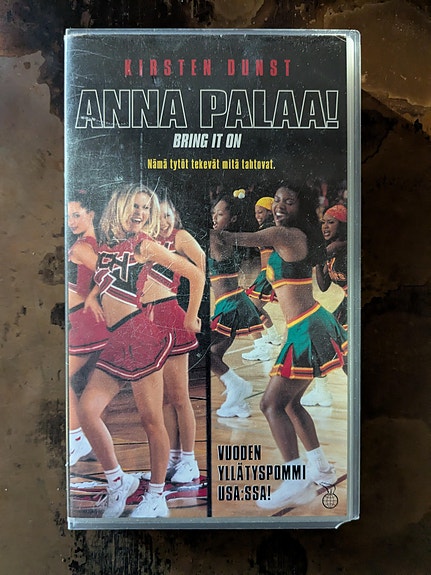 KIRSTEN DUNST
ANNA PALAA!
BRING IT ON
Nämä tytöt tekevät mitä tahtovat.
VUODEN
YLLÄTYSPOMMI
USA:SSA!